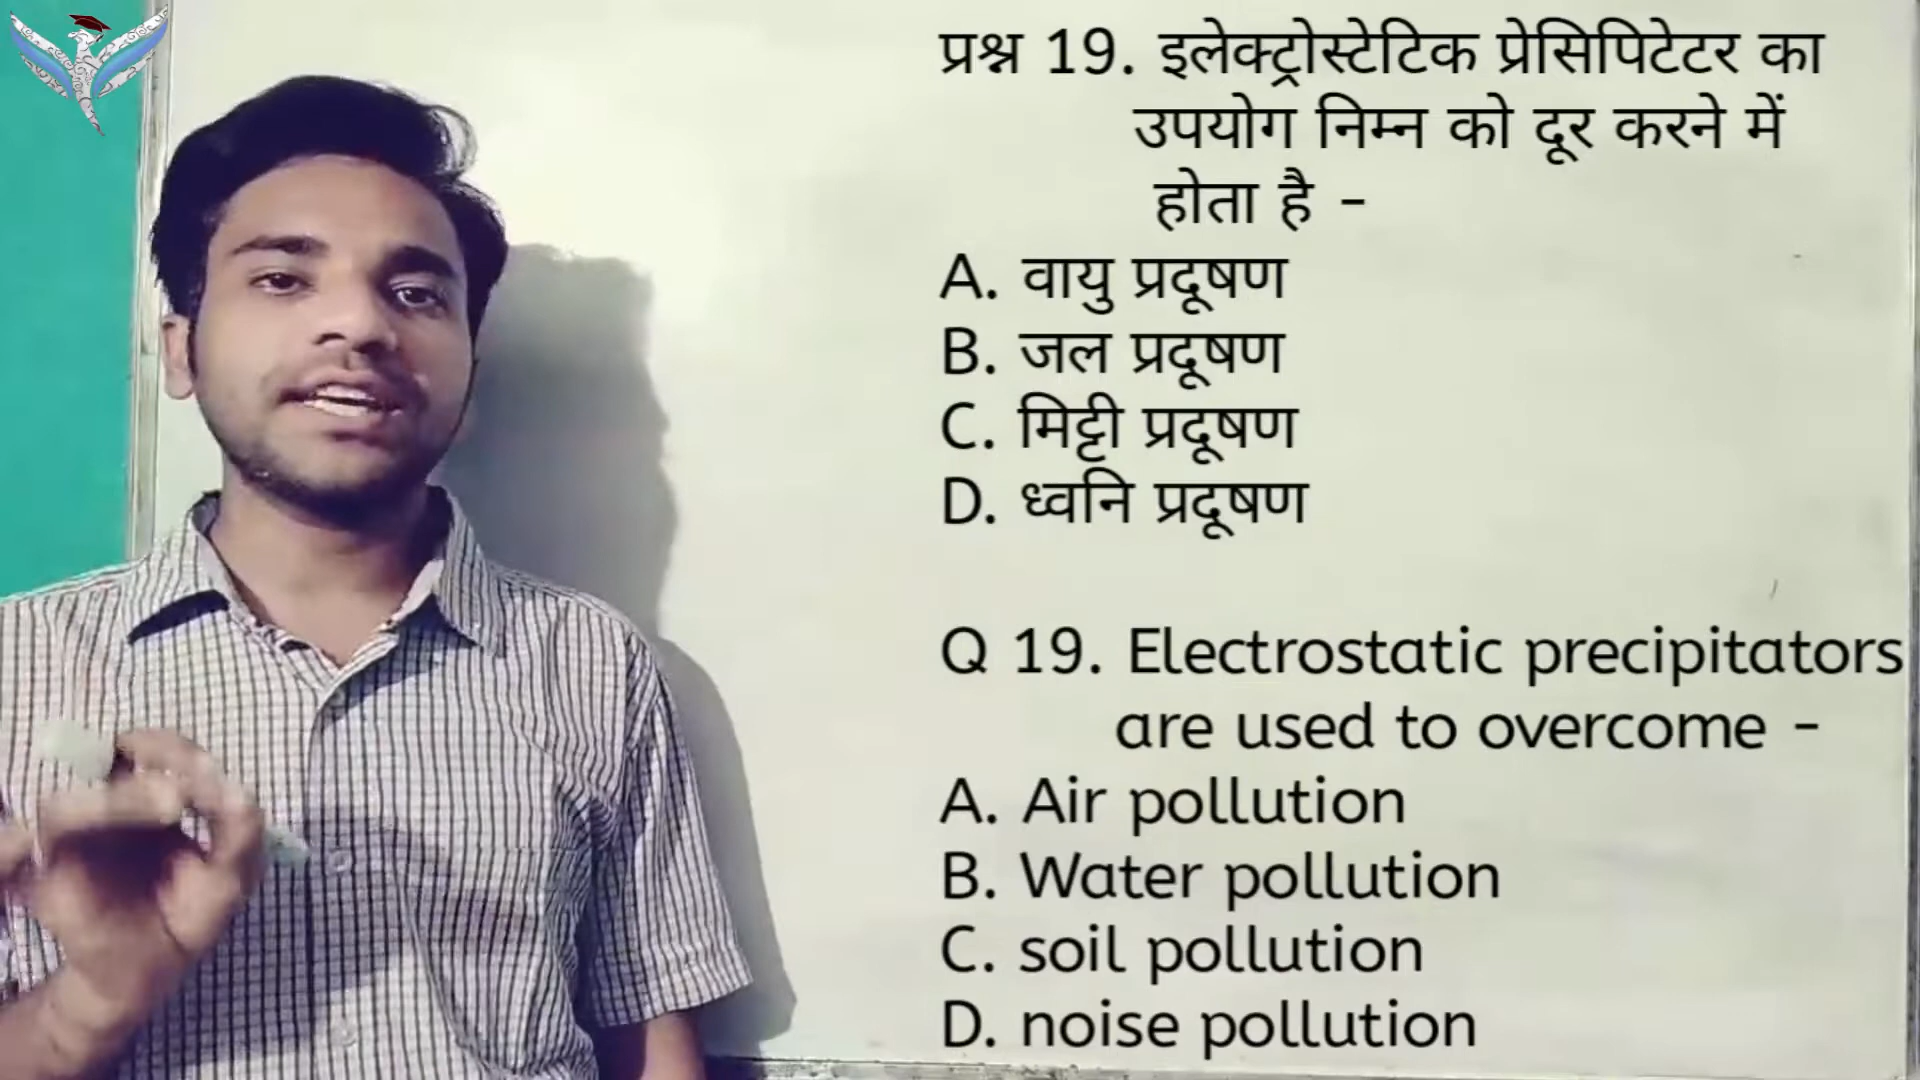 प्रश्न 19. इलेक्ट्रोस्टेटिक प्रेसिपिटेटर का
उपयोग निम्न को दूर करने में
होता है -
A. वायु प्रदूषण
B. जल प्रदूषण
C. मिट्टी प्रदूषण
D. ध्वनि प्रदूषण
Q 19. Electrostatic precipitators
are used to overcome -
A. Air pollution
B. Water pollution
C. soil pollution
D. noise pollution